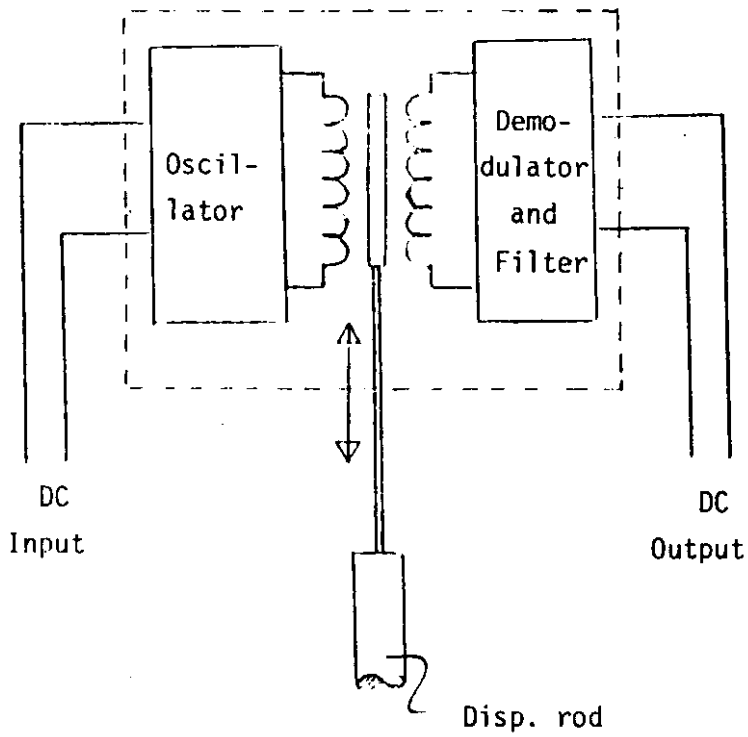 Oscil-
lator
Demo-
dulator
and
Filter
DC
Input
DC
Output
Disp. rod